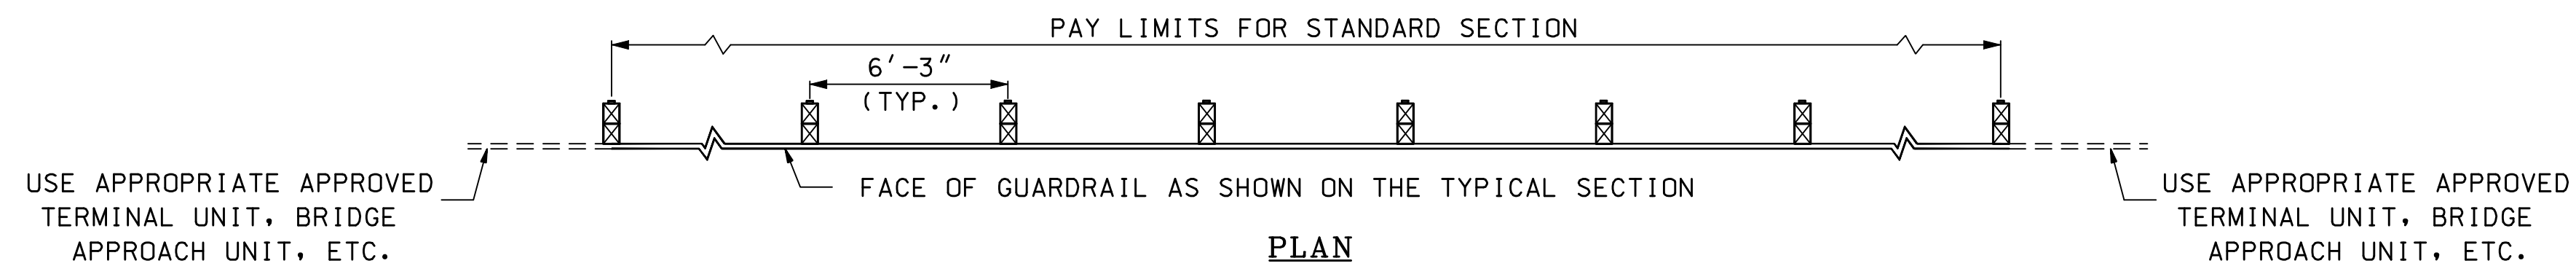 PAY LIMITS FOR STANDARD SECTION
6'-3"
(TYP.)
USE APPROPRIATE APPROVED
TERMINAL UNIT, BRIDGE
APPROACH UNIT, ETC.
FACE OF GUARDRAIL AS SHOWN ON THE TYPICAL SECTION
USE APPROPRIATE APPROVED
TERMINAL UNIT, BRIDGE
APPROACH UNIT, ETC.
PLAN